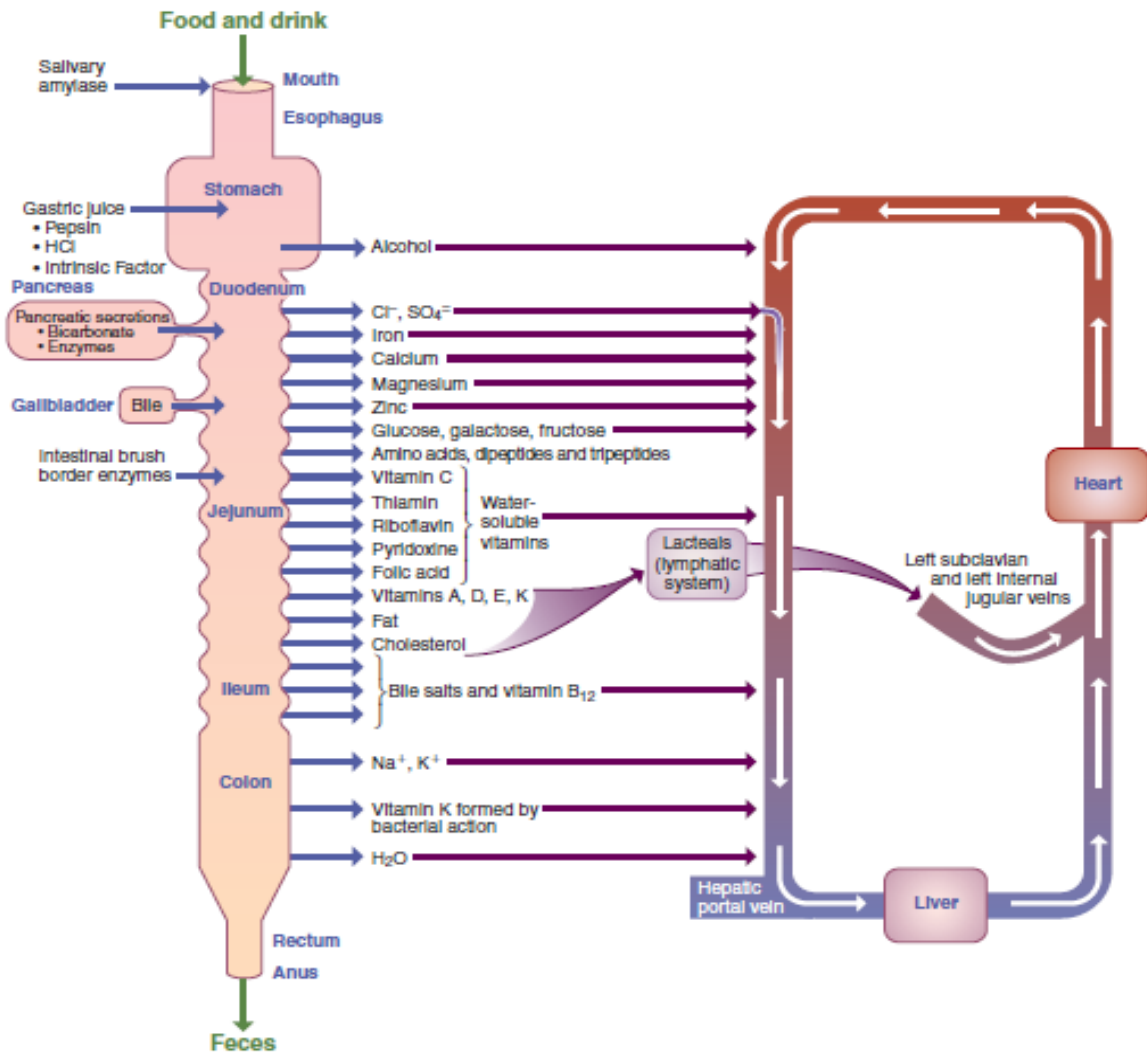 Food and drink
Salivary
amylase
Mouth
Esophagus
Stomach
Gastric juice
• Pepsin
• HCl
• Intrinsic Factor
Alcohol
Pancreas
Duodenum
Pancreatic secretions
• Bicarbonate
• Enzymes
Cl⁻, SO₄⁼
Iron
Calcium
Magnesium
Gallbladder
Bile
Zinc
Glucose, galactose, fructose
Intestinal brush
border enzymes
Amino acids, dipeptides and tripeptides
Vitamin C
Jejunum
Thiamin
Riboflavin
Pyridoxine
Folic acid
Water-
soluble
vitamins
Vitamins A, D, E, K
Fat
Cholesterol
Lacteals
(lymphatic
system)
Left subclavian
and left internal
jugular veins
Heart
Ileum
Bile salts and vitamin B₁₂
Colon
Na⁺, K⁺
Vitamin K formed by
bacterial action
H₂O
Hepatic
portal vein
Liver
Rectum
Anus
Feces